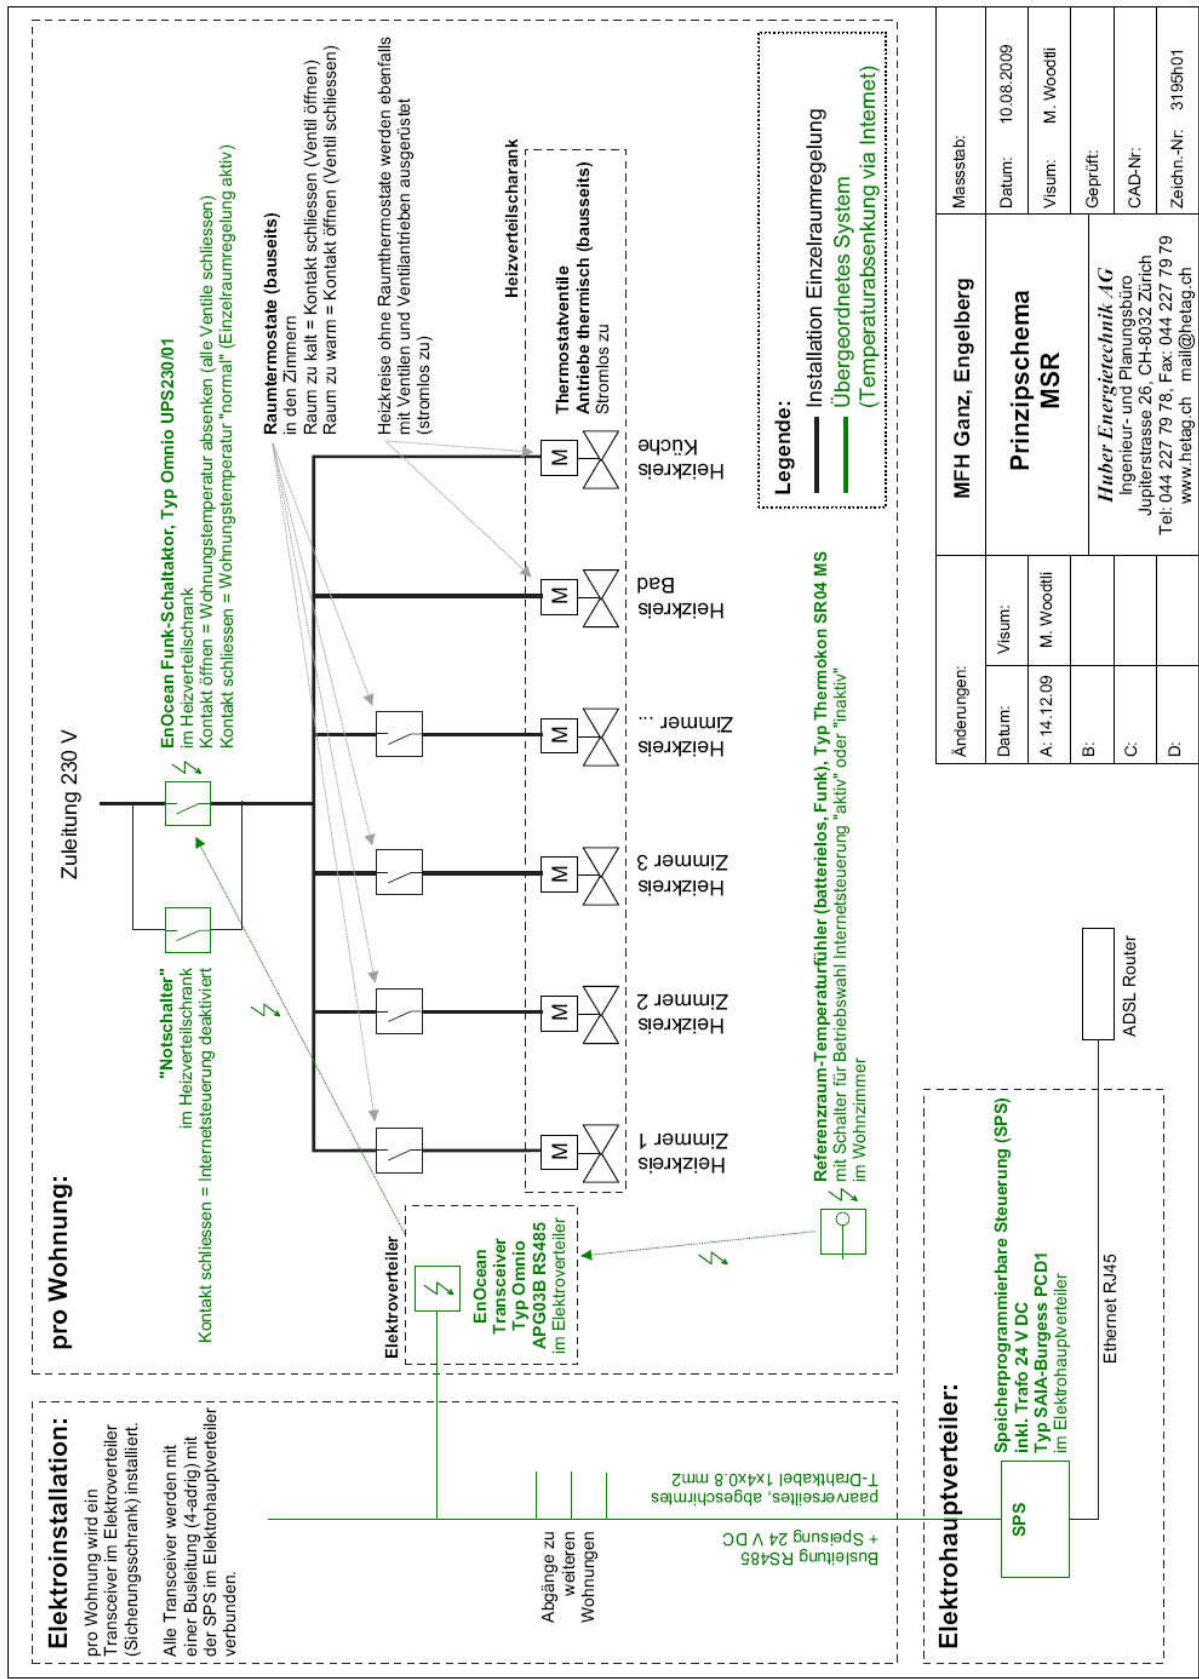 Elektroinstallation:
pro Wohnung wird ein
Transceiver im Elektroverteiler
(Sicherungsschrank) installiert.
Alle Transceiver werden mit
einer Busleitung (4-adrig) mit
der SPS im Elektrohauptverteiler
verbunden.
Abgänge zu
weiteren
Wohnungen
Busleitung RS485
+ Speisung 24 V DC
paarverseiltes, abgeschirmtes
T-Drahtkabel 1x4x0.8 mm2
pro Wohnung:
Zuleitung 230 V
"Notschalter"
im Heizverteilschrank
Kontakt schliessen = Internetsteuerung deaktiviert
EnOcean Funk-Schaltaktor, Typ Omnio UPS230/01
im Heizverteilschrank
Kontakt öffnen = Wohnungstemperatur absenken (alle Ventile schliessen)
Kontakt schliessen = Wohnungstemperatur "normal" (Einzelraumregelung aktiv)
Raumtermostate (bauseits)
in den Zimmern
Raum zu kalt = Kontakt schliessen (Ventil öffnen)
Raum zu warm = Kontakt öffnen (Ventil schliessen)
Heizkreise ohne Raumthermostate werden ebenfalls
mit Ventilen und Ventilantrieben ausgerüstet
(stromlos zu)
Elektroverteiler
EnOcean
Transceiver
Typ Omnio
APG03B RS485
im Elektroverteiler
Heizverteilscharank
Thermostatventile
Antriebe thermisch (bausseits)
Stromlos zu
M
M
M
M
M
M
Heizkreis
Zimmer 1
Heizkreis
Zimmer 2
Heizkreis
Zimmer 3
Heizkreis
Zimmer ...
Heizkreis
Bad
Heizkreis
Küche
Referenzraum-Temperaturfühler (batterielos, Funk), Typ Thermokon SR04 MS
mit Schalter für Betriebswahl Internetsteuerung "aktiv" oder "inaktiv"
im Wohnzimmer
Legende:
Installation Einzelraumregelung
Übergeordnetes System
(Temperaturabsenkung via Internet)
Elektrohauptverteiler:
SPS
Speicherprogrammierbare Steuerung (SPS)
inkl. Trafo 24 V DC
Typ SAIA-Burgess PCD1
im Elektrohauptverteiler
Ethernet RJ45
ADSL Router
Änderungen:
Datum: Visum:
A: 14.12.09 M. Woodtli
B:
C:
D:
MFH Ganz, Engelberg
Prinzipschema
MSR
Huber Energietechnik AG
Ingenieur- und Planungsbüro
Jupiterstrasse 26, CH-8032 Zürich
Tel: 044 227 79 78, Fax: 044 227 79 79
www.hetag.ch mail@hetag.ch
Massstab:
Datum: 10.08.2009
Visum: M. Woodtli
Geprüft:
CAD-Nr:
Zeichn.-Nr: 3195h01